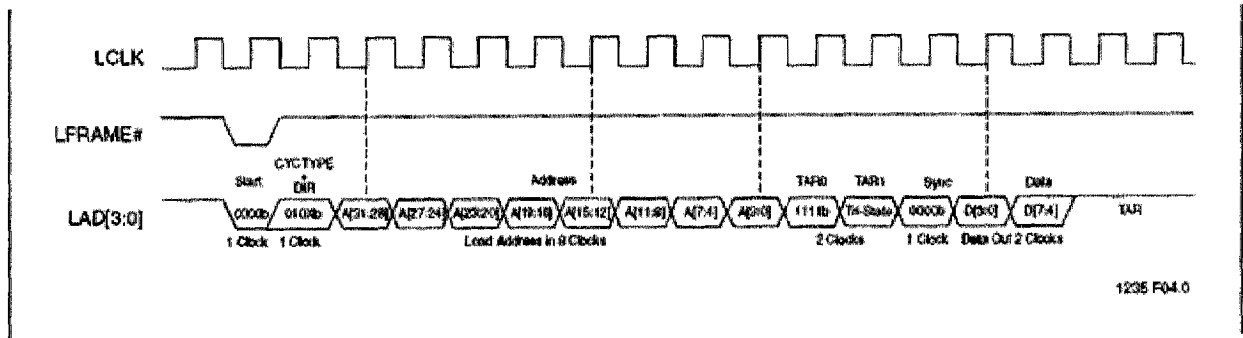 LCLK
LFRAME#
Start
CYCTYPE
+
DIR
Address
TAR0
TAR1
Sync
Data
LAD[3:0]
0000b
010Xb
A[31:28]
A[27:24]
A[23:20]
A[19:16]
A[15:12]
A[11:8]
A[7:4]
A[3:0]
1111b
Tri-State
0000b
D[3:0]
D[7:4]
TAR
1 Clock
1 Clock
Load Address in 8 Clocks
2 Clocks
1 Clock
Data Out 2 Clocks
1235 F04.0